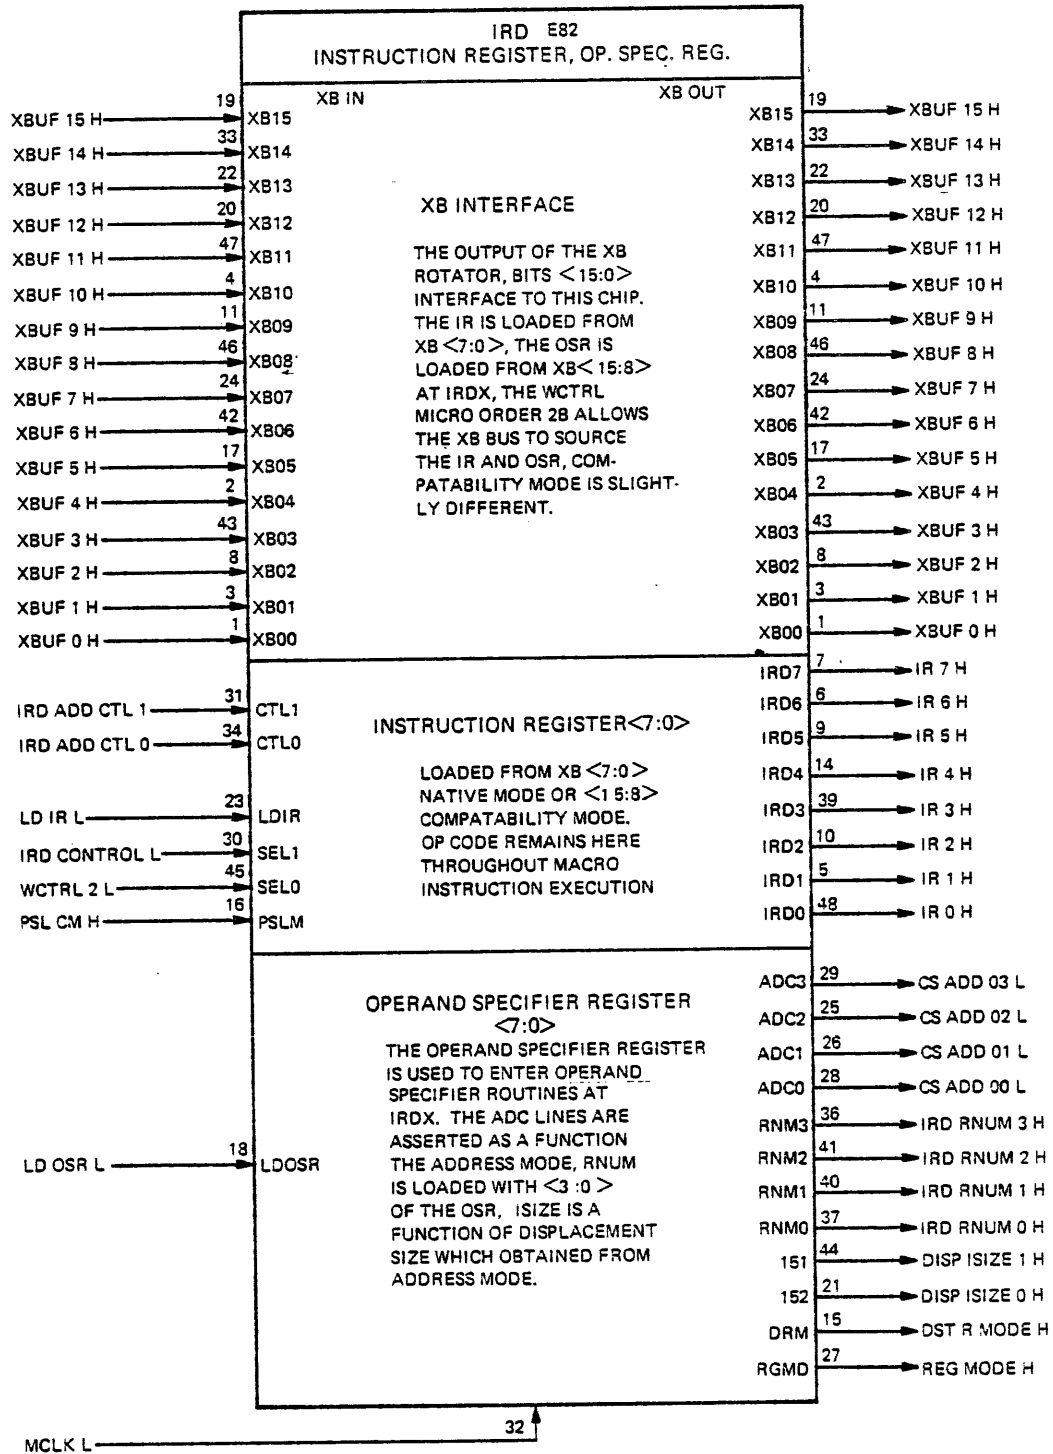 IRD E82
INSTRUCTION REGISTER, OP. SPEC. REG.
XB IN
XB OUT
XBUF 15 H 19 XB15
XBUF 14 H 33 XB14
XBUF 13 H 22 XB13
XBUF 12 H 20 XB12
XBUF 11 H 47 XB11
XBUF 10 H 4 XB10
XBUF 9 H 11 XB09
XBUF 8 H 46 XB08
XBUF 7 H 24 XB07
XBUF 6 H 42 XB06
XBUF 5 H 17 XB05
XBUF 4 H 2 XB04
XBUF 3 H 43 XB03
XBUF 2 H 8 XB02
XBUF 1 H 3 XB01
XBUF 0 H 1 XB00
XB INTERFACE
THE OUTPUT OF THE XB
ROTATOR, BITS <15:0>
INTERFACE TO THIS CHIP.
THE IR IS LOADED FROM
XB <7:0>, THE OSR IS
LOADED FROM XB< 15:8>
AT IRDX, THE WCTRL
MICRO ORDER 2B ALLOWS
THE XB BUS TO SOURCE
THE IR AND OSR, COM-
PATABILITY MODE IS SLIGHT-
LY DIFFERENT.
XB15 19 XBUF 15 H
XB14 33 XBUF 14 H
XB13 22 XBUF 13 H
XB12 20 XBUF 12 H
XB11 47 XBUF 11 H
XB10 4 XBUF 10 H
XB09 11 XBUF 9 H
XB08 46 XBUF 8 H
XB07 24 XBUF 7 H
XB06 42 XBUF 6 H
XB05 17 XBUF 5 H
XB04 2 XBUF 4 H
XB03 43 XBUF 3 H
XB02 8 XBUF 2 H
XB01 3 XBUF 1 H
XB00 1 XBUF 0 H
IRD ADD CTL 1 31 CTL1
IRD ADD CTL 0 34 CTL0
LD IR L 23 LDIR
IRD CONTROL L 30 SEL1
WCTRL 2 L 45 SEL0
PSL CM H 16 PSLM
INSTRUCTION REGISTER<7:0>
LOADED FROM XB <7:0>
NATIVE MODE OR <15:8>
COMPATABILITY MODE.
OP CODE REMAINS HERE
THROUGHOUT MACRO
INSTRUCTION EXECUTION
IRD7 7 IR 7 H
IRD6 6 IR 6 H
IRD5 9 IR 5 H
IRD4 14 IR 4 H
IRD3 39 IR 3 H
IRD2 10 IR 2 H
IRD1 5 IR 1 H
IRD0 48 IR 0 H
LD OSR L 18 LDOSR
OPERAND SPECIFIER REGISTER
<7:0>
THE OPERAND SPECIFIER REGISTER
IS USED TO ENTER OPERAND
SPECIFIER ROUTINES AT
IRDX. THE ADC LINES ARE
ASSERTED AS A FUNCTION
THE ADDRESS MODE, RNUM
IS LOADED WITH <3 :0 >
OF THE OSR, ISIZE IS A
FUNCTION OF DISPLACEMENT
SIZE WHICH OBTAINED FROM
ADDRESS MODE.
ADC3 29 CS ADD 03 L
ADC2 25 CS ADD 02 L
ADC1 26 CS ADD 01 L
ADC0 28 CS ADD 00 L
RNM3 36 IRD RNUM 3 H
RNM2 41 IRD RNUM 2 H
RNM1 40 IRD RNUM 1 H
RNM0 37 IRD RNUM 0 H
151 44 DISP ISIZE 1 H
152 21 DISP ISIZE 0 H
DRM 15 DST R MODE H
RGMD 27 REG MODE H
MCLK L 32